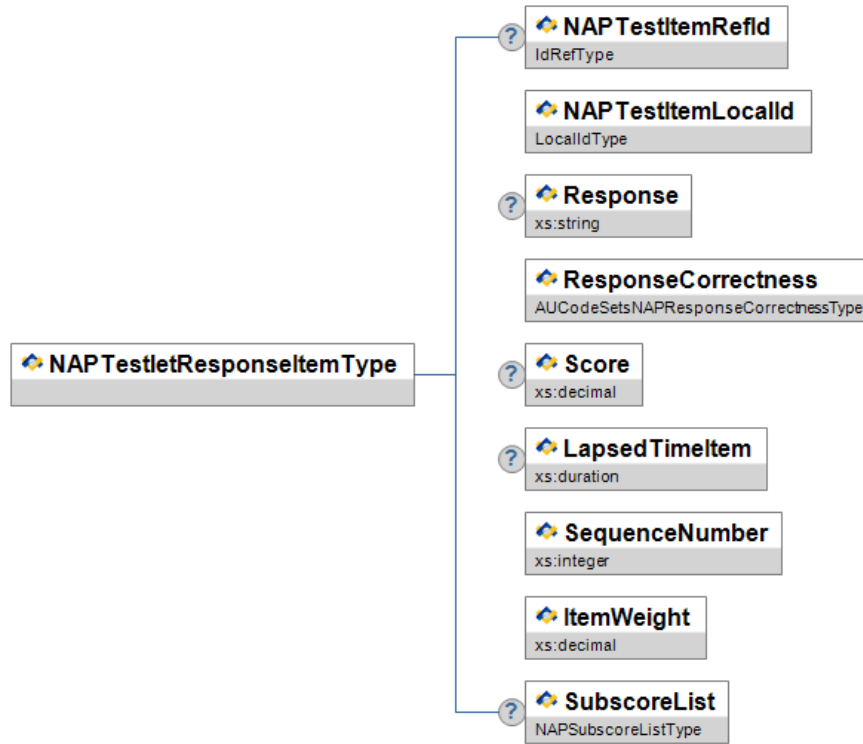 ?
NAPTestItemRefId
IdRefType
NAPTestItemLocalId
LocalIdType
?
Response
xs:string
ResponseCorrectness
AUCodeSetsNAPResponseCorrectnessType
NAPTestletResponseItemType
?
Score
xs:decimal
?
LapsedTimeItem
xs:duration
SequenceNumber
xs:integer
ItemWeight
xs:decimal
?
SubscoreList
NAPSubscoreListType